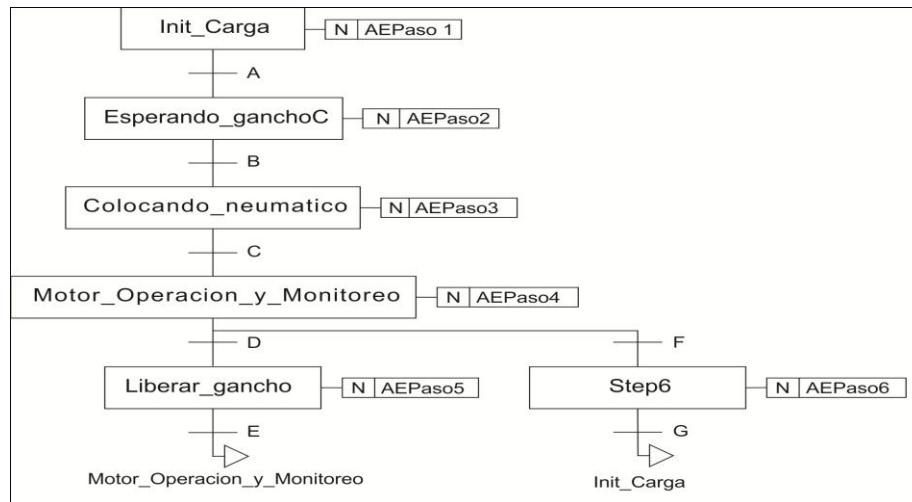 Init_Carga N AEPaso 1
A
Esperando_ganchoC N AEPaso2
B
Colocando_neumatico N AEPaso3
C
Motor_Operacion_y_Monitoreo N AEPaso4
D F
Liberar_gancho N AEPaso5 Step6 N AEPaso6
E G
Motor_Operacion_y_Monitoreo Init_Carga